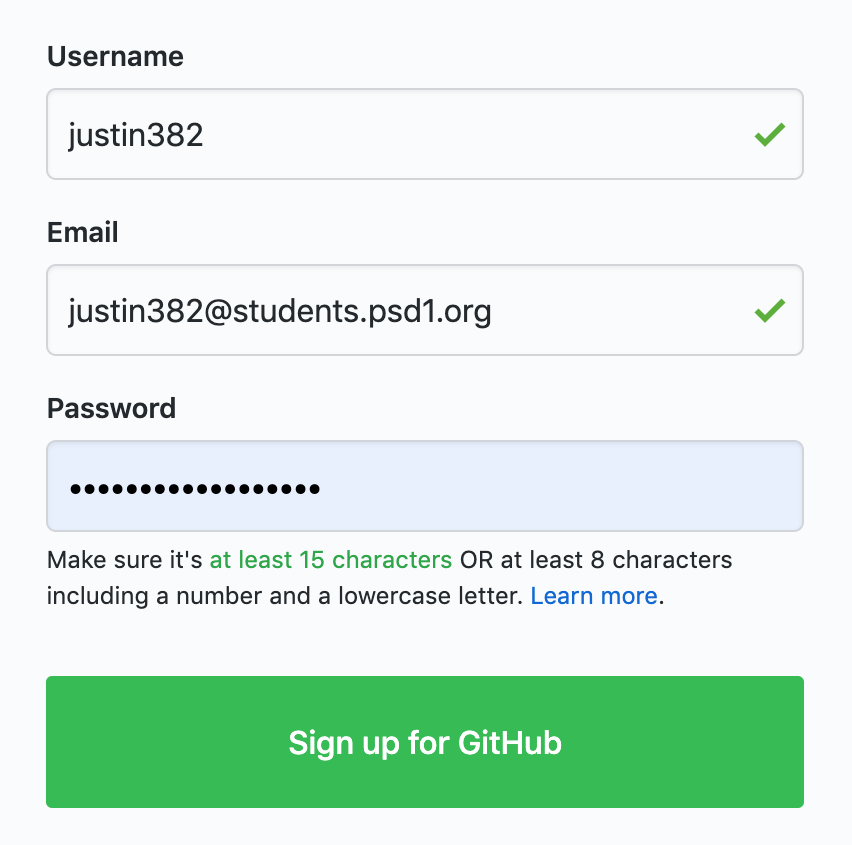 Username
justin382
Email
justin382@students.psd1.org
Password
••••••••••••••••••
Make sure it's at least 15 characters OR at least 8 characters
including a number and a lowercase letter. Learn more.
Sign up for GitHub